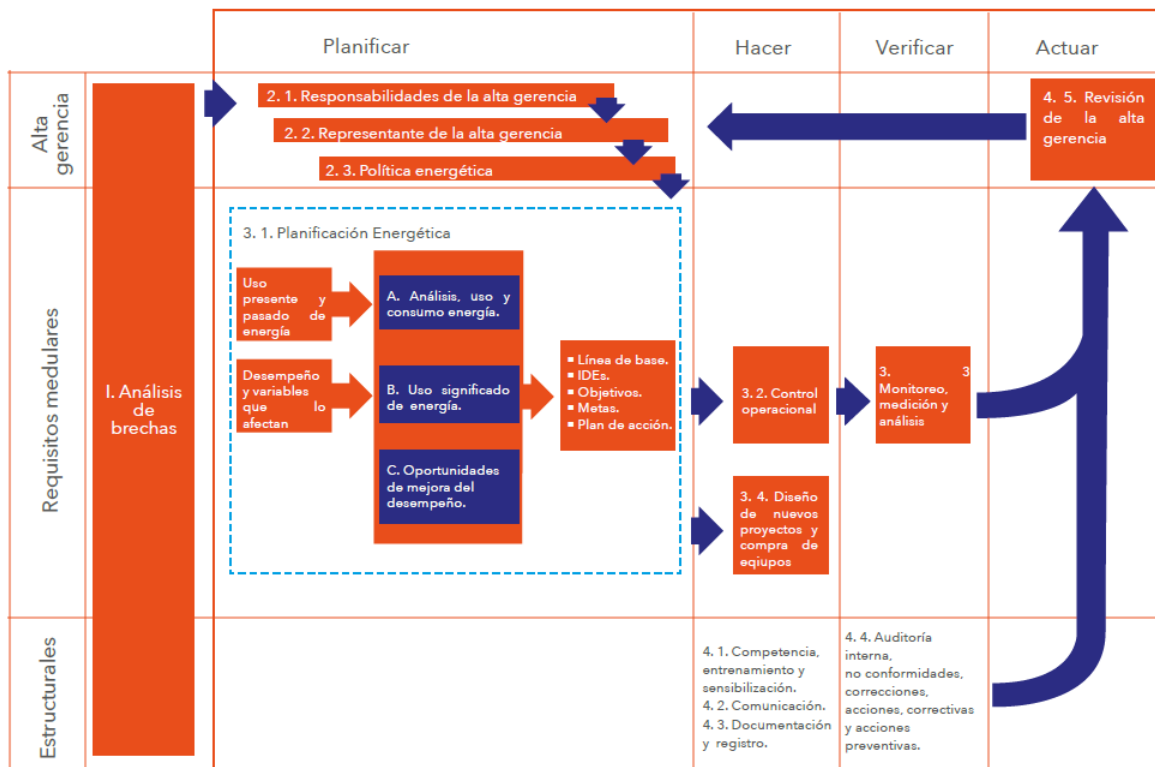 Planificar
Hacer
Verificar
Actuar
Alta
gerencia
2. 1. Responsabilidades de la alta gerencia
2. 2. Representante de la alta gerencia
2. 3. Política energética
4. 5. Revisión
de la alta
gerencia
Requisitos medulares
I. Análisis
de
brechas
3. 1. Planificación Energética
Uso
presente y
pasado de
energía
Desempeño
y variables
que lo
afectan
A. Análisis, uso y
consumo energía.
B. Uso significado
de energía.
C. Oportunidades
de mejora del
desempeño.
▪ Línea de base.
▪ IDEs.
▪ Objetivos.
▪ Metas.
▪ Plan de acción.
3.2. Control
operacional
3. 3
Monitoreo,
medición y
análisis
3. 4. Diseño
de nuevos
proyectos y
compra de
eqiupos
Estructurales
4. 1. Competencia,
entrenamiento y
sensibilización.
4. 2. Comunicación.
4. 3. Documentación
y registro.
4. 4. Auditoría
interna,
no conformidades,
correcciones,
acciones, correctivas
y acciones
preventivas.